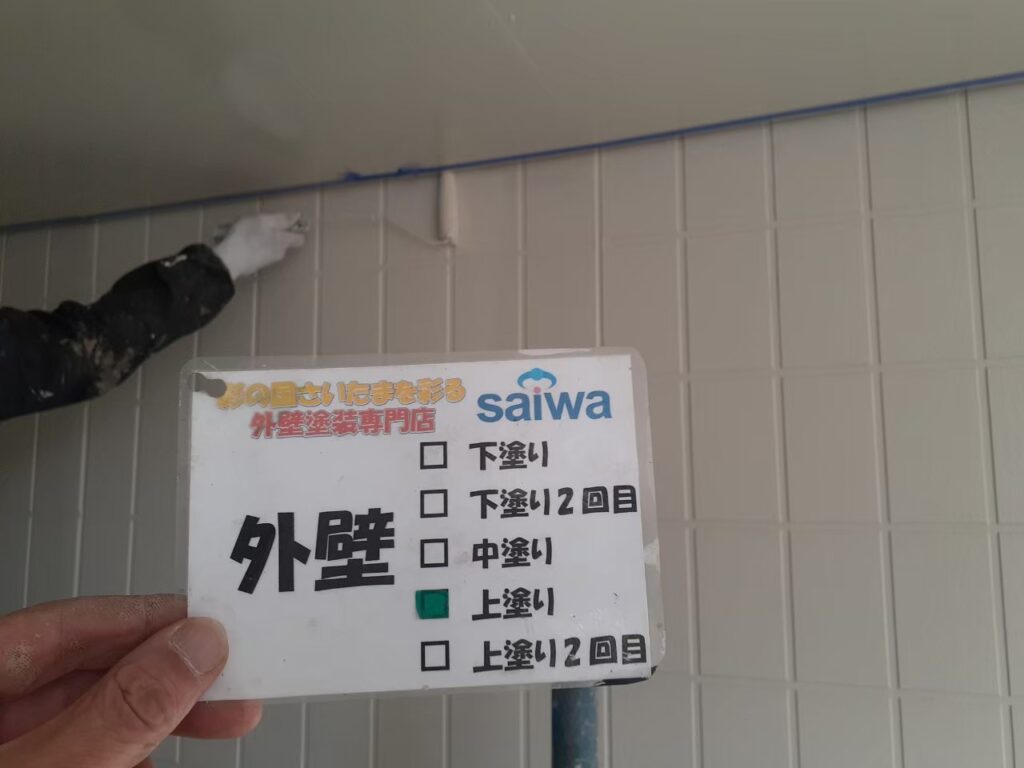 彩の国さいたまを彩る
外壁塗装専門店
saiwa
外壁
□ 下塗り
□ 下塗り2回目
□ 中塗り
■ 上塗り
□ 上塗り2回目